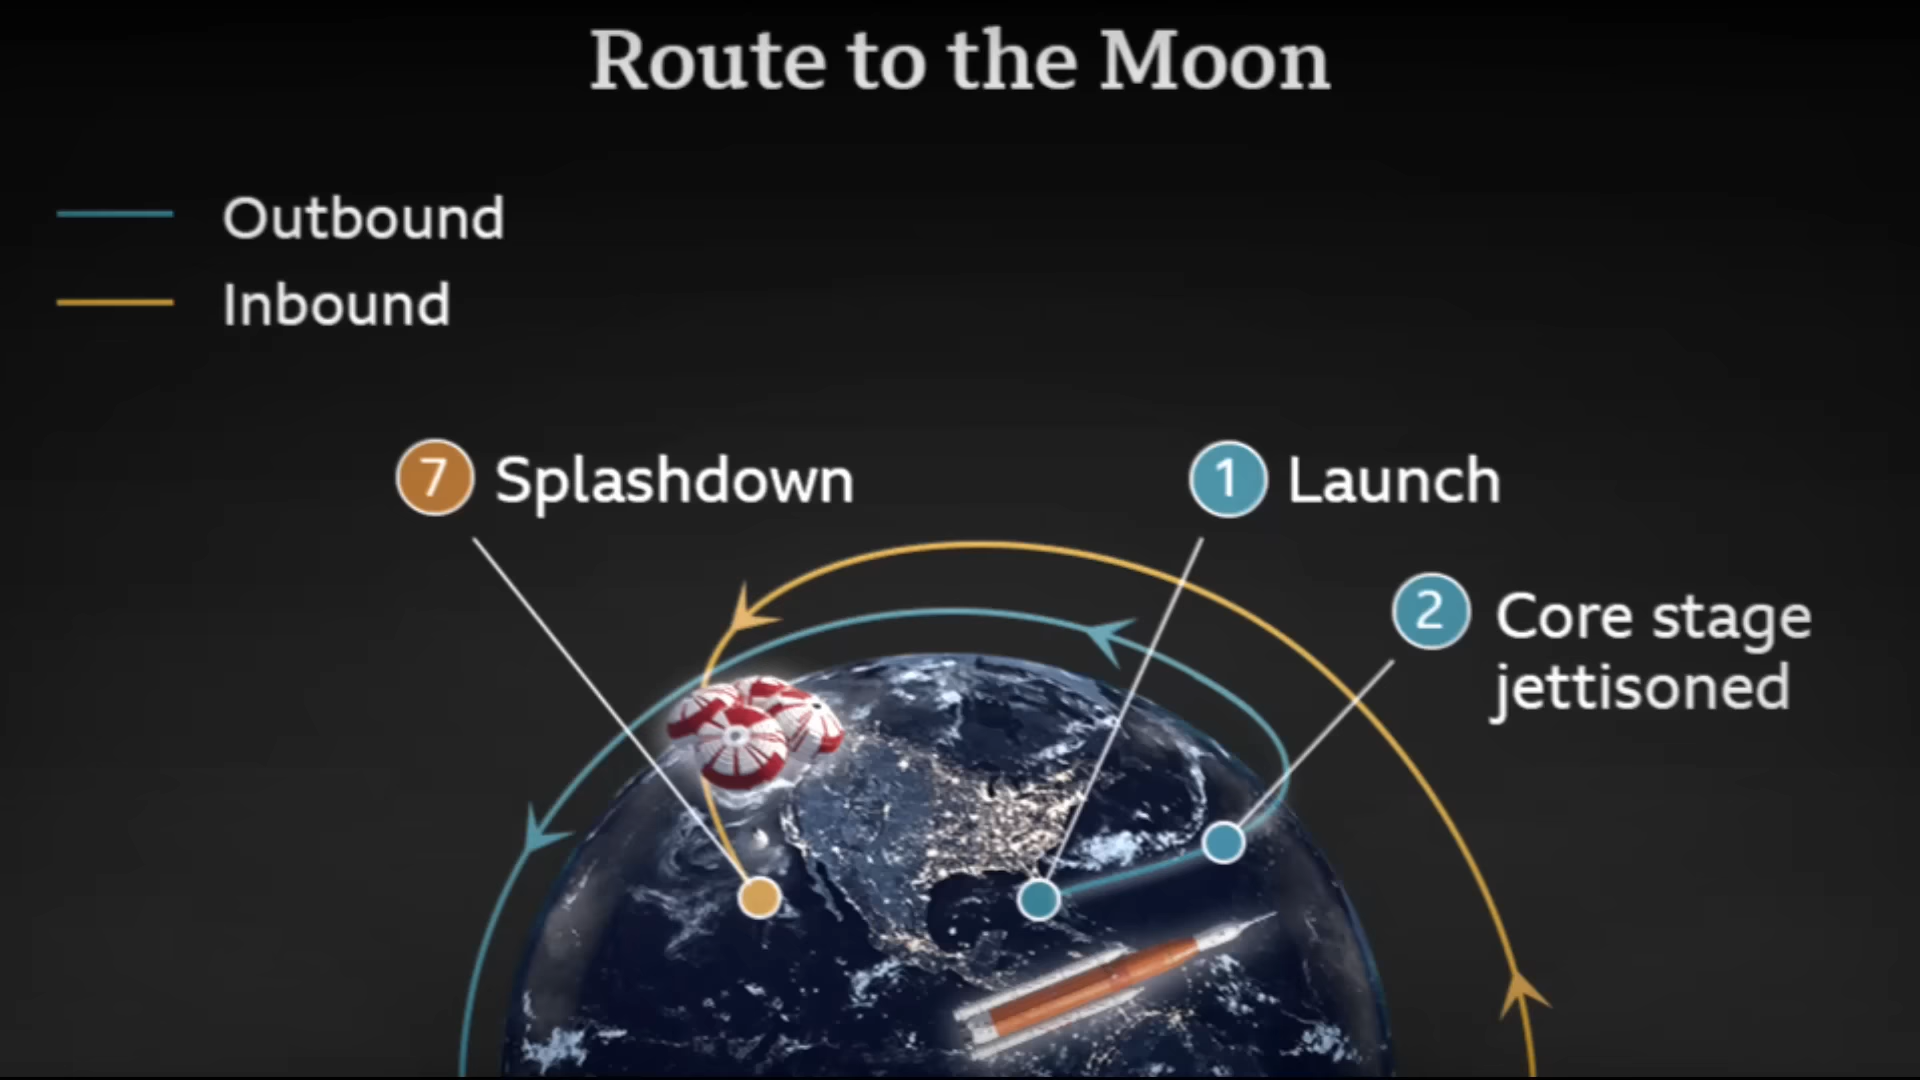 Route to the Moon
Outbound
Inbound
7 Splashdown
1 Launch
2 Core stage
jettisoned